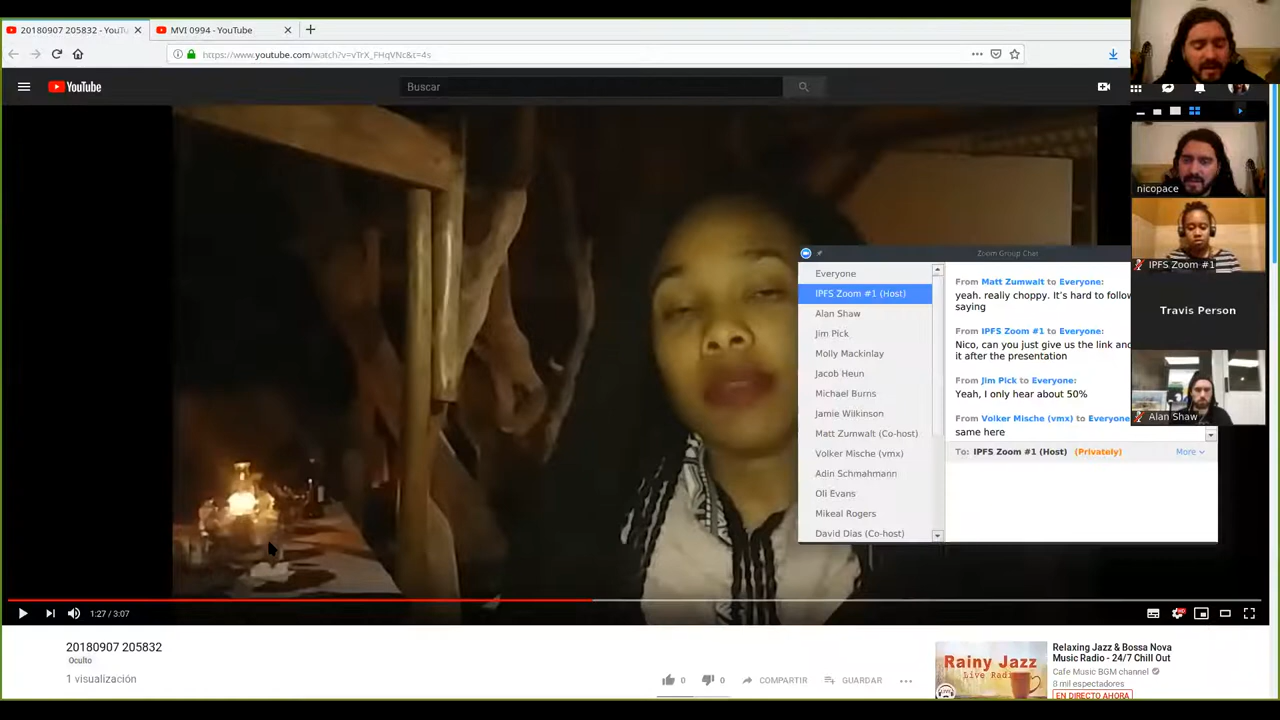 20180907 205832 - YouTu
MVI 0994 - YouTube
https://www.youtube.com/watch?v=vTrX_FHqVNc&t=4s
YouTube
Buscar
nicopace
IPFS Zoom #1
Travis Person
Alan Shaw
Zoom Group Chat
Everyone
IPFS Zoom #1 (Host)
Alan Shaw
Jim Pick
Molly Mackinlay
Jacob Heun
Michael Burns
Jamie Wilkinson
Matt Zumwalt (Co-host)
Volker Mische (vmx)
Adin Schmahmann
Oli Evans
Mikeal Rogers
David Dias (Co-host)
From Matt Zumwalt to Everyone:
yeah. really choppy. It's hard to follow
saying
From IPFS Zoom #1 to Everyone:
Nico, can you just give us the link and
it after the presentation
From Jim Pick to Everyone:
Yeah, I only hear about 50%
From Volker Mische (vmx) to Everyone
same here
To: IPFS Zoom #1 (Host) (Privately) More
1:27 / 3:07
HD
20180907 205832
Oculto
1 visualización
0 0 COMPARTIR GUARDAR
Rainy Jazz
Live Radio
Relaxing Jazz & Bossa Nova
Music Radio - 24/7 Chill Out
Cafe Music BGM channel
8 mil espectadores
EN DIRECTO AHORA